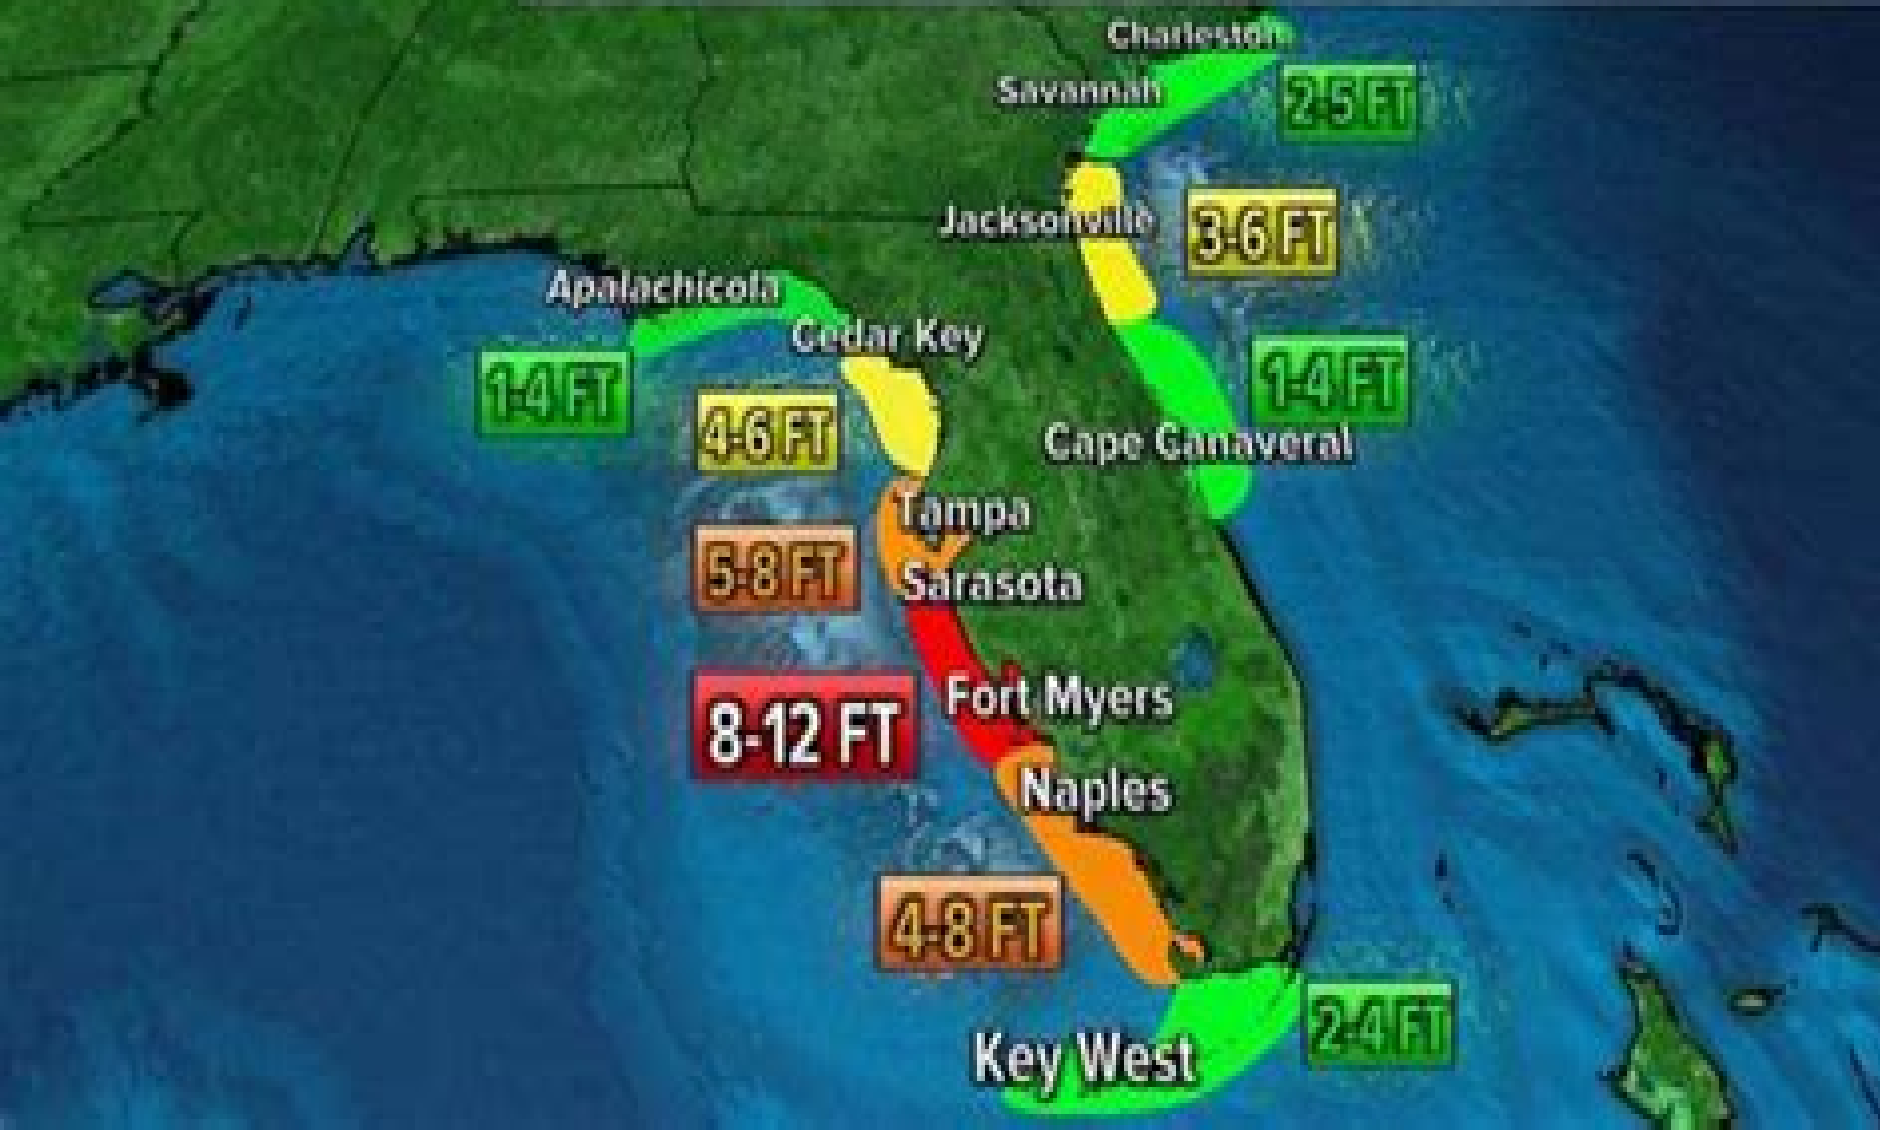 Charleston
Savannah
2-5 FT
Jacksonville
3-6 FT
Apalachicola
Cedar Key
1-4 FT
1-4 FT
4-6 FT
Cape Canaveral
Tampa
5-8 FT
Sarasota
Fort Myers
8-12 FT
Naples
4-8 FT
2-4 FT
Key West